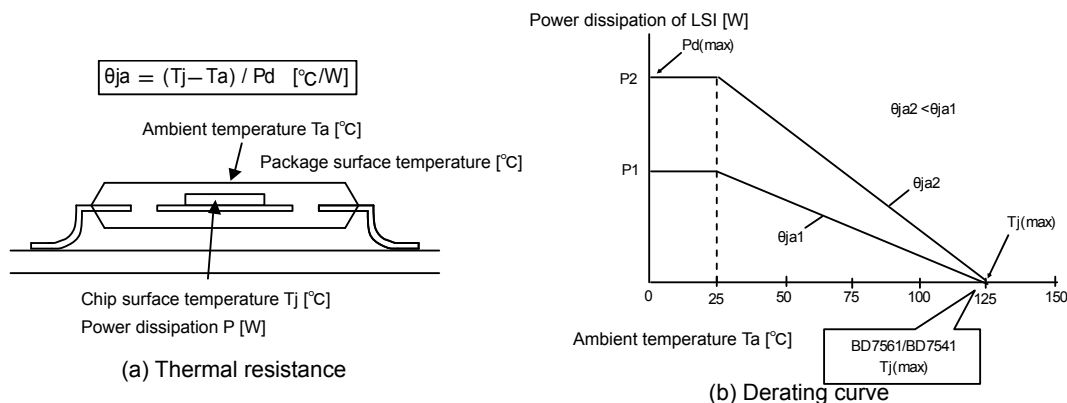 θja = (Tj–Ta) / Pd [℃/W]
Ambient temperature Ta [℃]
Package surface temperature [℃]
Chip surface temperature Tj [℃]
Power dissipation P [W]
(a) Thermal resistance
Power dissipation of LSI [W]
Pd(max)
P2
θja2 <θja1
P1
θja2
θja1
Tj(max)
0 25 50 75 100 125 150
Ambient temperature Ta [℃]
BD7561/BD7541
Tj(max)
(b) Derating curve